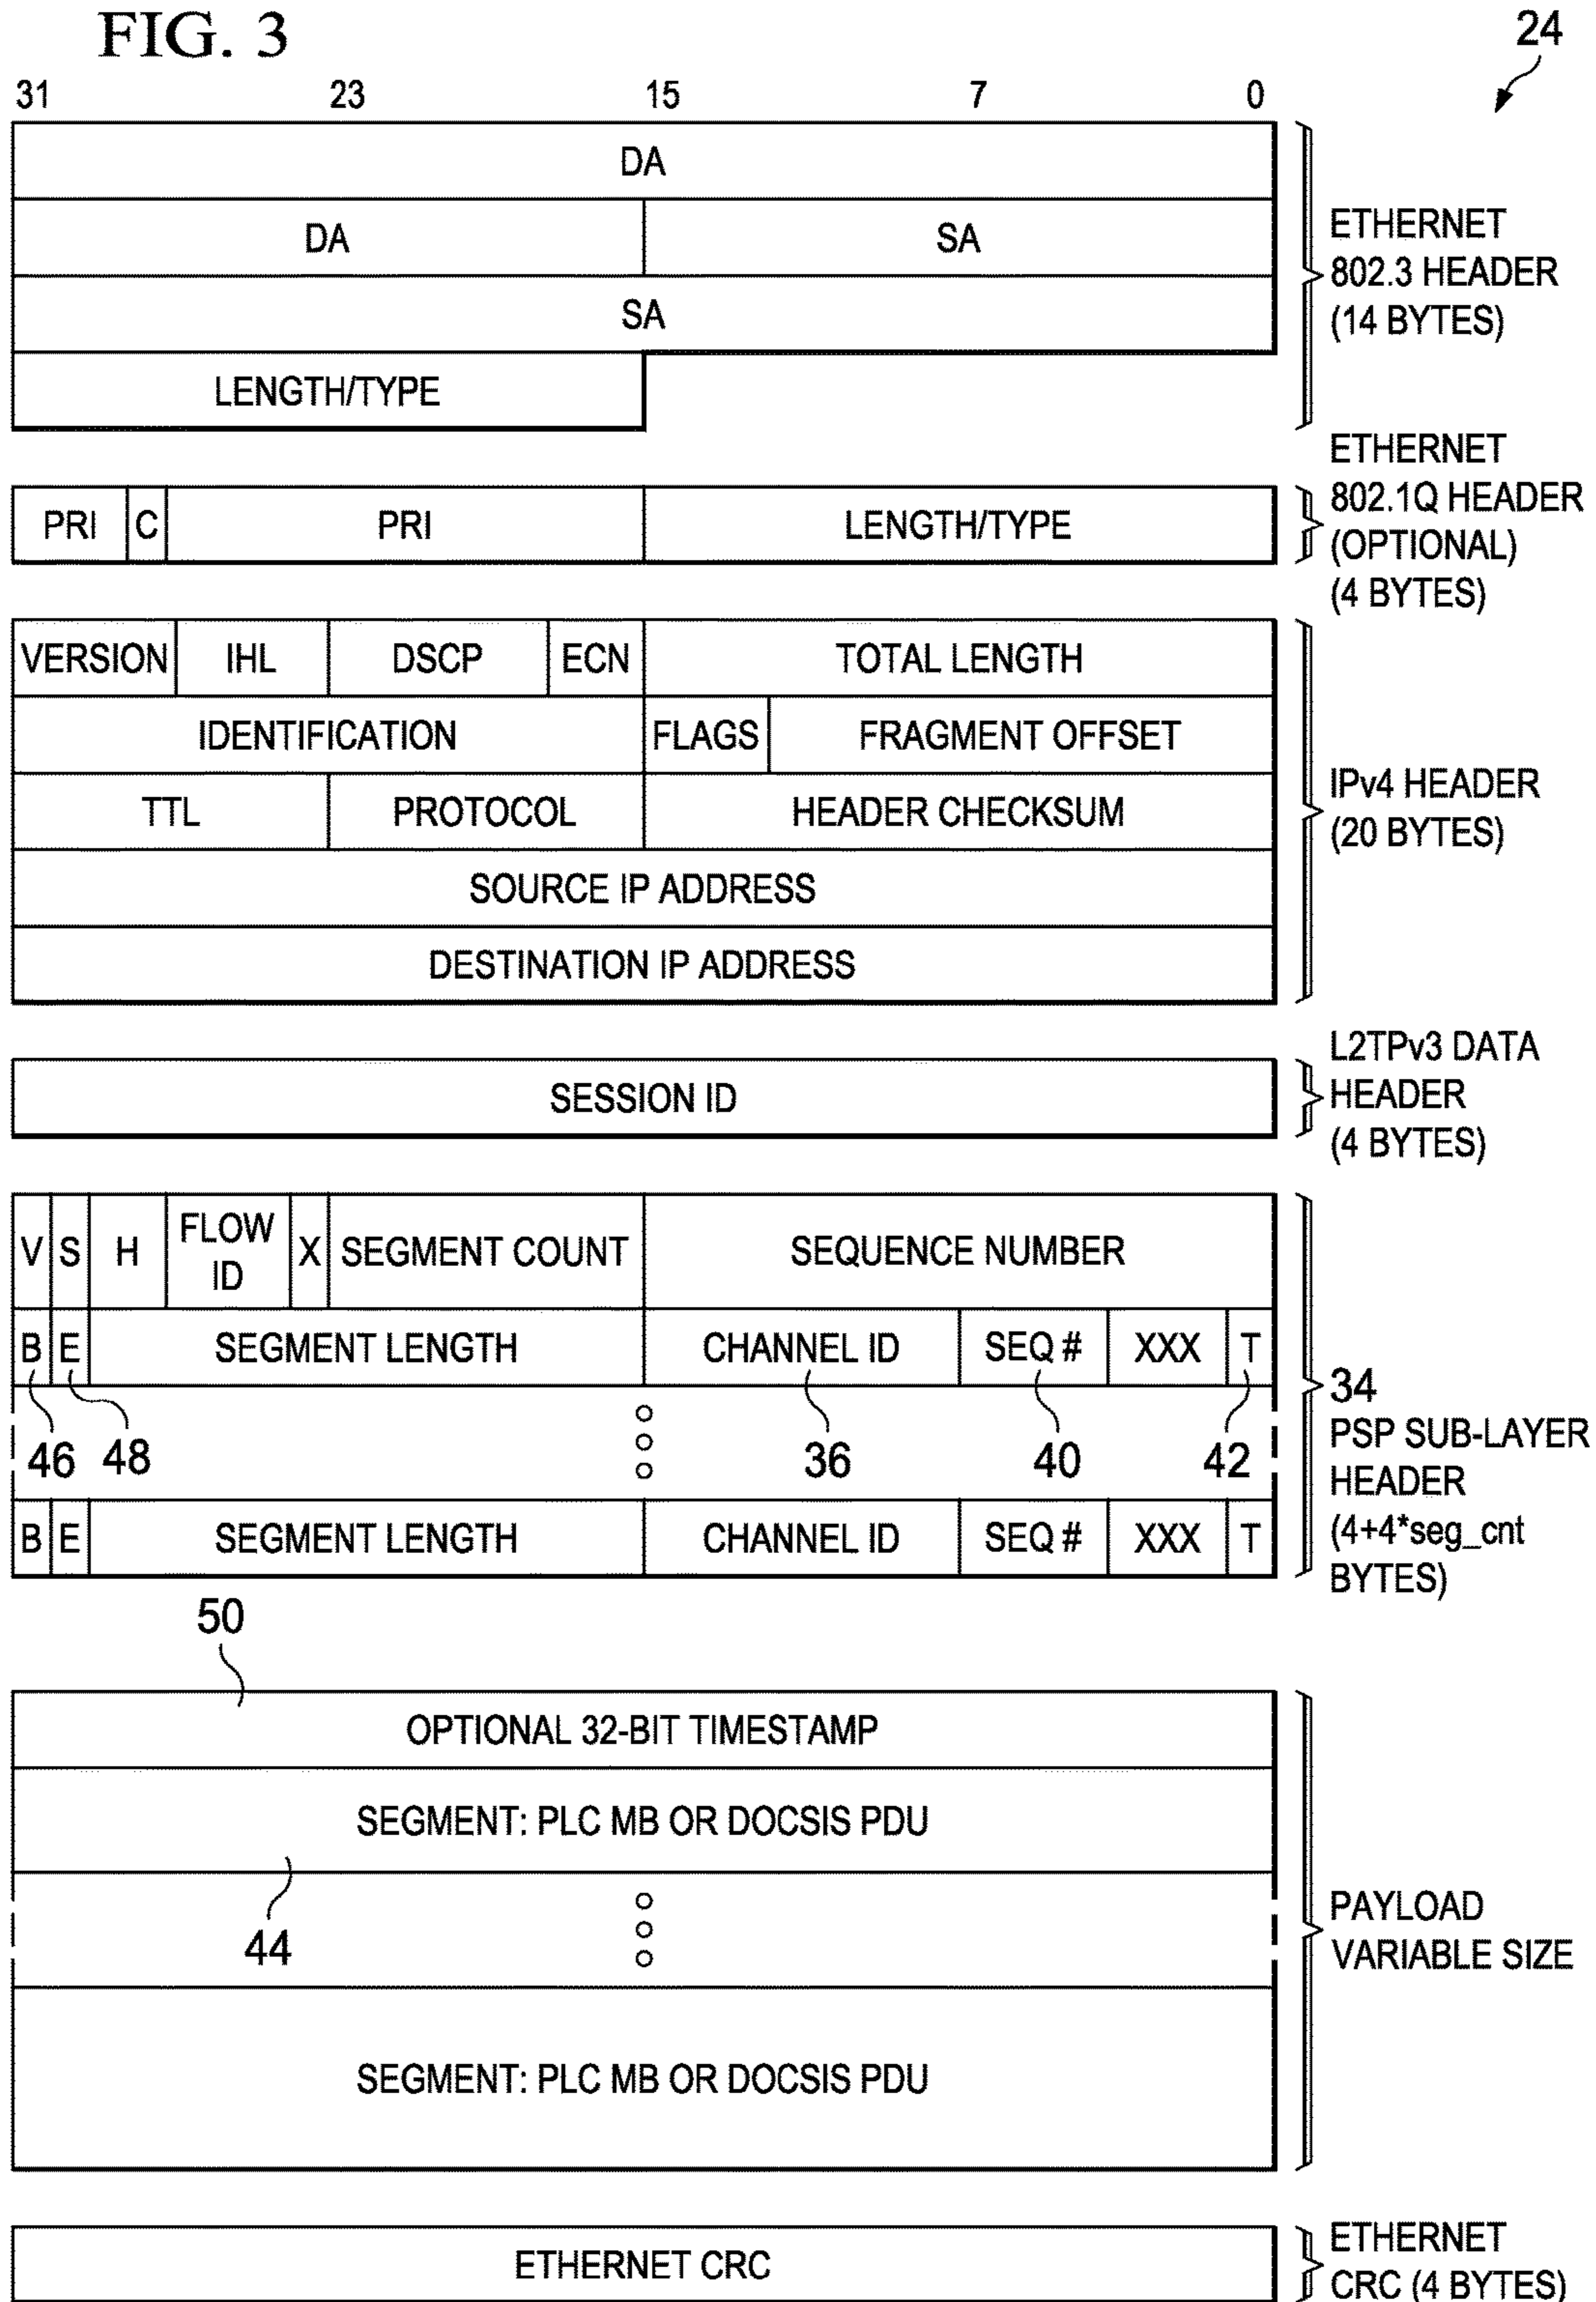 FIG. 3
24
31 23 15 7 0
DA
DA SA
SA
LENGTH/TYPE
ETHERNET
802.3 HEADER
(14 BYTES)
PRI C PRI LENGTH/TYPE
ETHERNET
802.1Q HEADER
(OPTIONAL)
(4 BYTES)
VERSION IHL DSCP ECN TOTAL LENGTH
IDENTIFICATION FLAGS FRAGMENT OFFSET
TTL PROTOCOL HEADER CHECKSUM
SOURCE IP ADDRESS
DESTINATION IP ADDRESS
IPv4 HEADER
(20 BYTES)
SESSION ID
L2TPv3 DATA
HEADER
(4 BYTES)
V S H FLOW ID X SEGMENT COUNT SEQUENCE NUMBER
B E SEGMENT LENGTH CHANNEL ID SEQ # XXX T
46 48 36 40 42
B E SEGMENT LENGTH CHANNEL ID SEQ # XXX T
34
PSP SUB-LAYER
HEADER
(4+4*seg_cnt
BYTES)
50
OPTIONAL 32-BIT TIMESTAMP
SEGMENT: PLC MB OR DOCSIS PDU
44
SEGMENT: PLC MB OR DOCSIS PDU
PAYLOAD
VARIABLE SIZE
ETHERNET CRC
ETHERNET
CRC (4 BYTES)